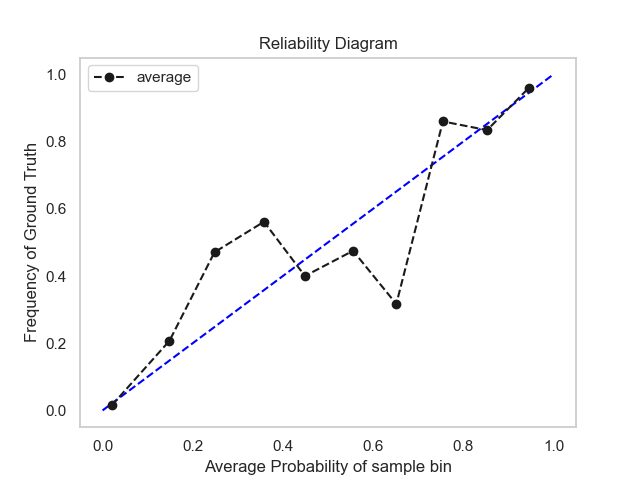 Reliability Diagram
average
1.0
0.8
0.6
0.4
0.2
0.0
Frequency of Ground Truth
0.0 0.2 0.4 0.6 0.8 1.0
Average Probability of sample bin